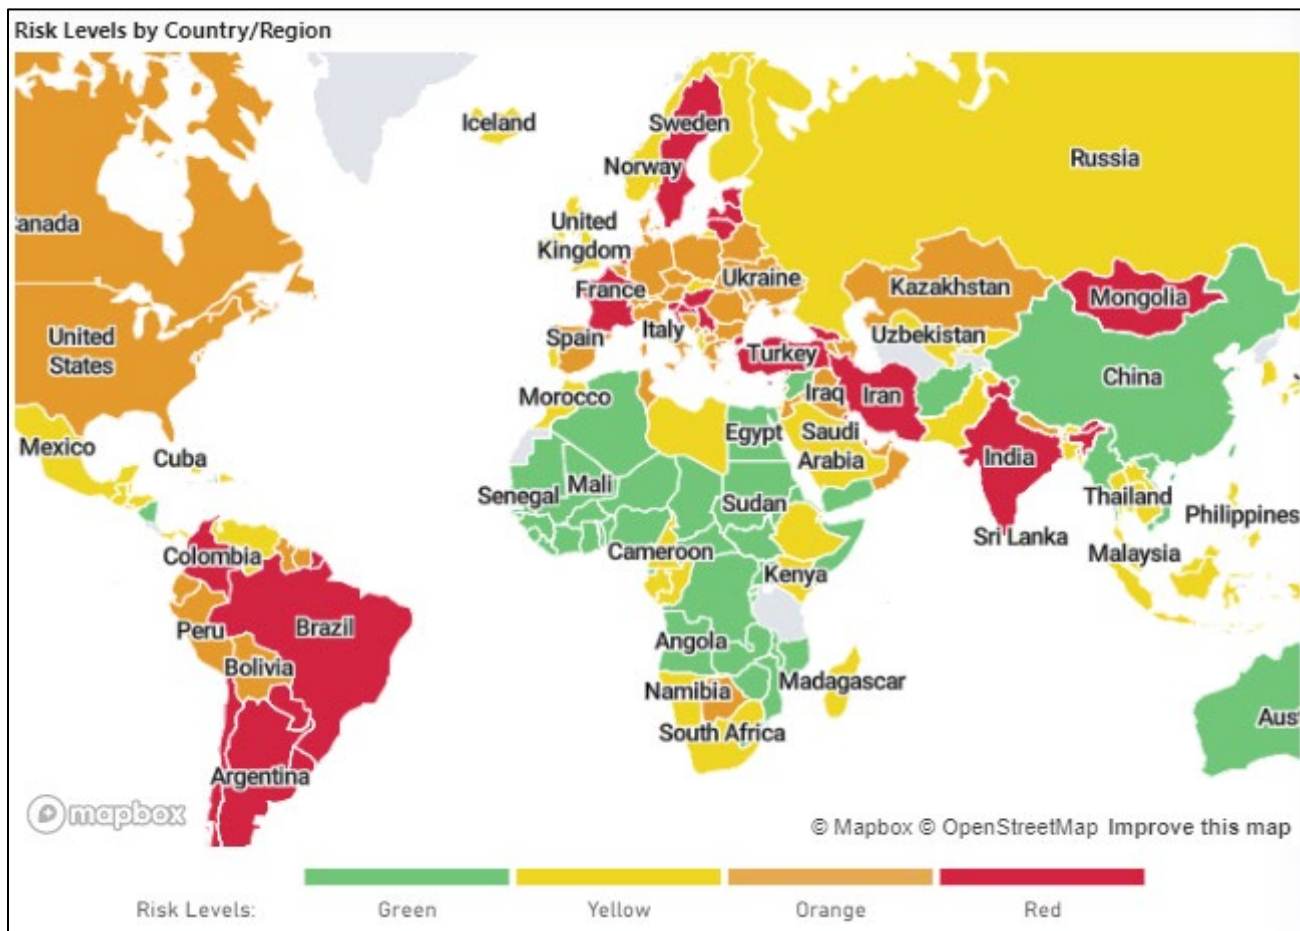 Risk Levels by Country/Region
Iceland
Sweden
Norway
Russia
anada
United
Kingdom
Ukraine
France
Kazakhstan
Mongolia
United
States
Spain
Italy
Uzbekistan
Turkey
China
Morocco
Iraq
Iran
Mexico
Cuba
Egypt
Saudi
Arabia
India
Senegal
Mali
Sudan
Thailand
Philippines
Colombia
Cameroon
Sri Lanka
Malaysia
Kenya
Peru
Brazil
Angola
Bolivia
Namibia
Madagascar
South Africa
Aust
Argentina
mapbox
© Mapbox © OpenStreetMap Improve this map
Risk Levels: Green Yellow Orange Red